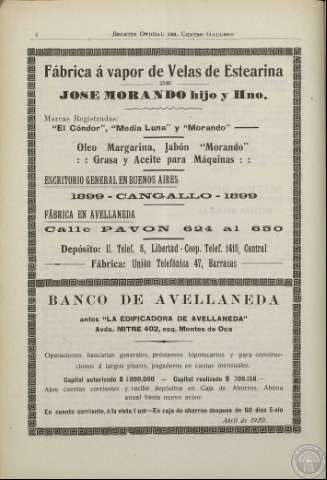 4
BOLETIN OFICIAL DEL CENTRO GALLEGO
Fábrica á vapor de Velas de Estearina
DE
JOSE MORANDO hijo y Hno.
Marcas Registradas:
"El Cóndor", "Media Luna" y "Morando"
Oleo Margarina, Jabón "Morando"
: : Grasa y Aceite para Máquinas : :
ESCRITORIO GENERAL EN BUENOS AIRES
1899 - CANGALLO - 1899
FÁBRICA EN AVELLANEDA
Calle PAVON 624 al 650
Depósito: U. Telef. 8, Libertad - Coop. Telef. 1419, Central
Fábrica: Unión Telefónica 47, Barracas
BANCO DE AVELLANEDA
antes "LA EDIFICADORA DE AVELLANEDA"
Avda. MITRE 402, esq. Montes de Oca
Operaciones bancarias generales, préstamos hipotecarios y para construc-
ciones á largos plazos, pagaderos en cuotas mensuales.
Capital autorizado $ 1.000.000 - Capital realizado $
Abre cuentas corrientes y recibe depósitos en Caja de Ahorros. Abona
anual hasta nuevo aviso:
En cuenta corriente, á la vista 1 o/o - En caja de ahorros despues de 60 días 5 o/o
Abril de